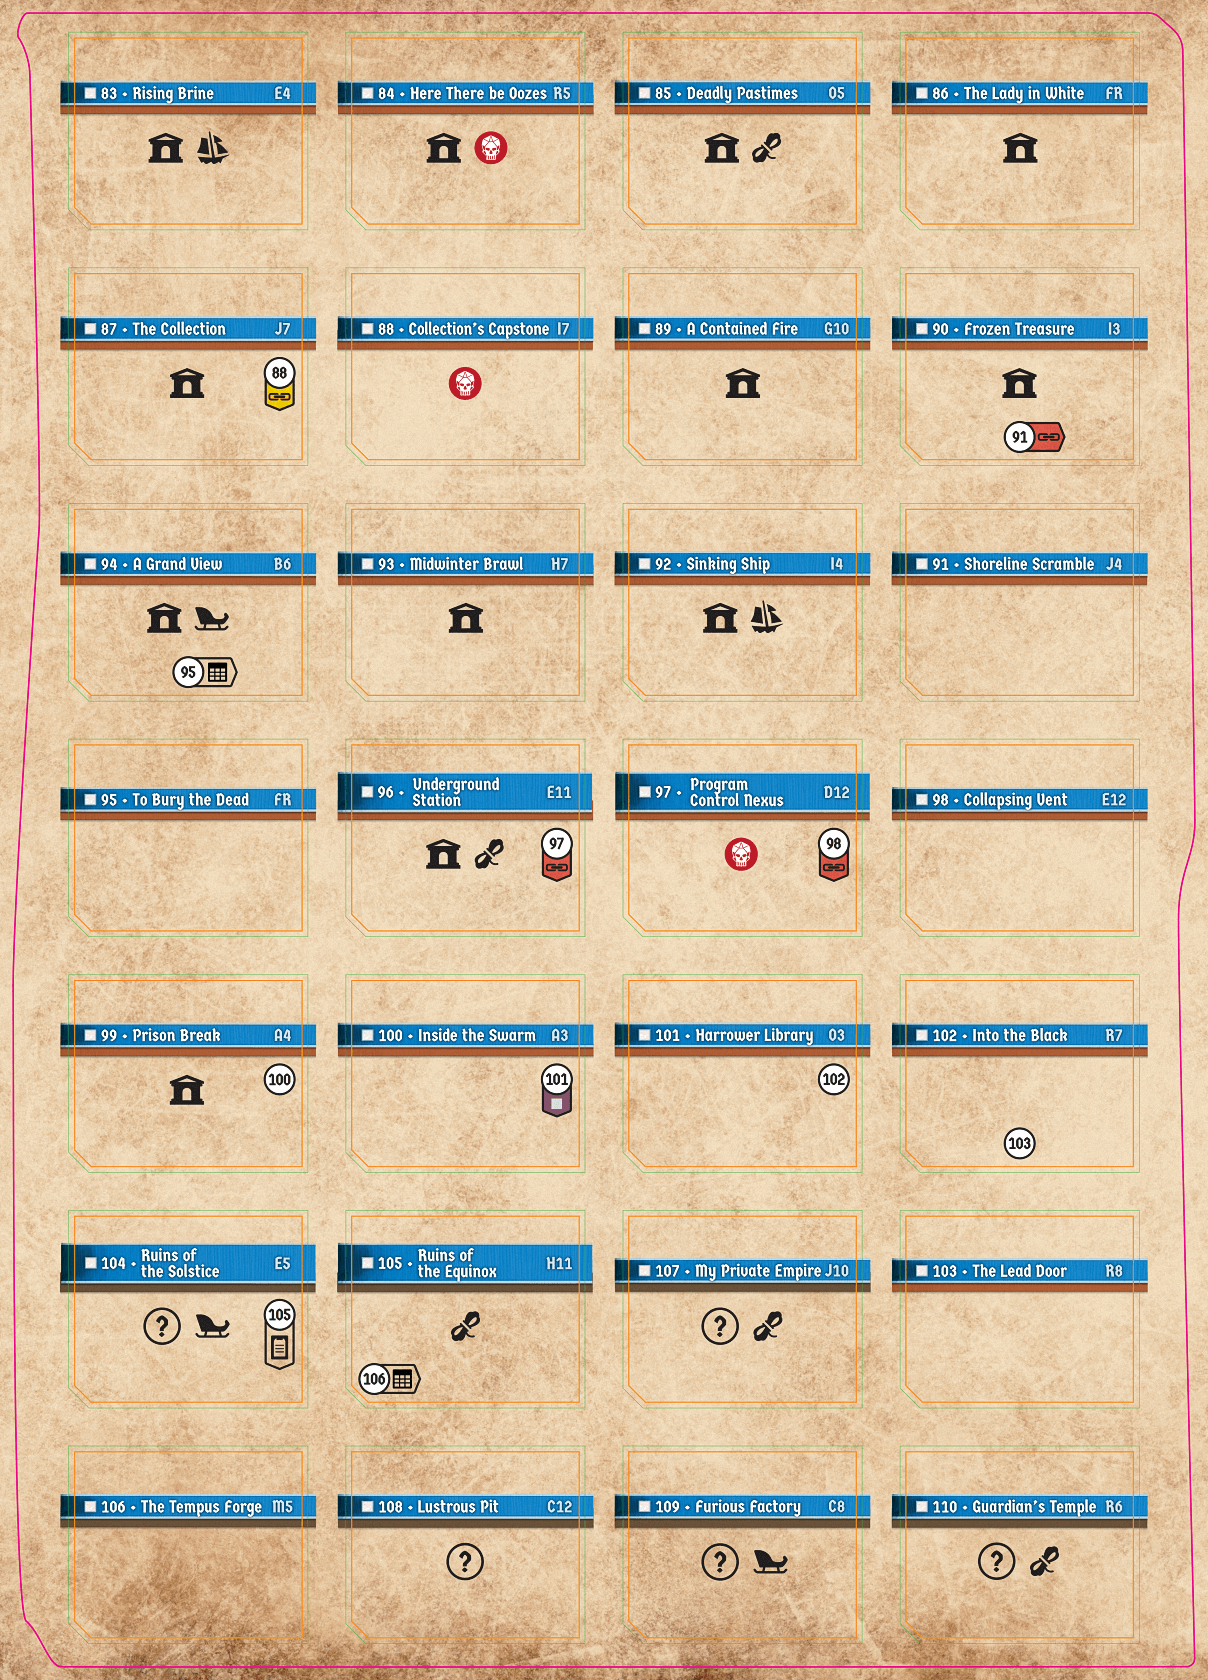 83 • Rising Brine E4
84 • Here There be Oozes R5
85 • Deadly Pastimes O5
86 • The Lady in White FR
87 • The Collection J7
88
88 • Collection's Capstone I7
89 • A Contained Fire G10
90 • Frozen Treasure I3
91
94 • A Grand View B6
95
93 • Midwinter Brawl H7
92 • Sinking Ship I4
91 • Shoreline Scramble J4
95 • To Bury the Dead FR
96 • Underground
Station E11
97
97 • Program
Control Nexus D12
98
98 • Collapsing Vent E12
99 • Prison Break A4
100
100 • Inside the Swarm A3
101
101 • Harrower Library O3
102
102 • Into the Black R7
103
104 • Ruins of
the Solstice E5
?
105
105 • Ruins of
the Equinox H11
106
107 • My Private Empire J10
?
103 • The Lead Door R8
106 • The Tempus Forge M5
108 • Lustrous Pit C12
?
109 • Furious Factory C8
?
110 • Guardian's Temple R6
?